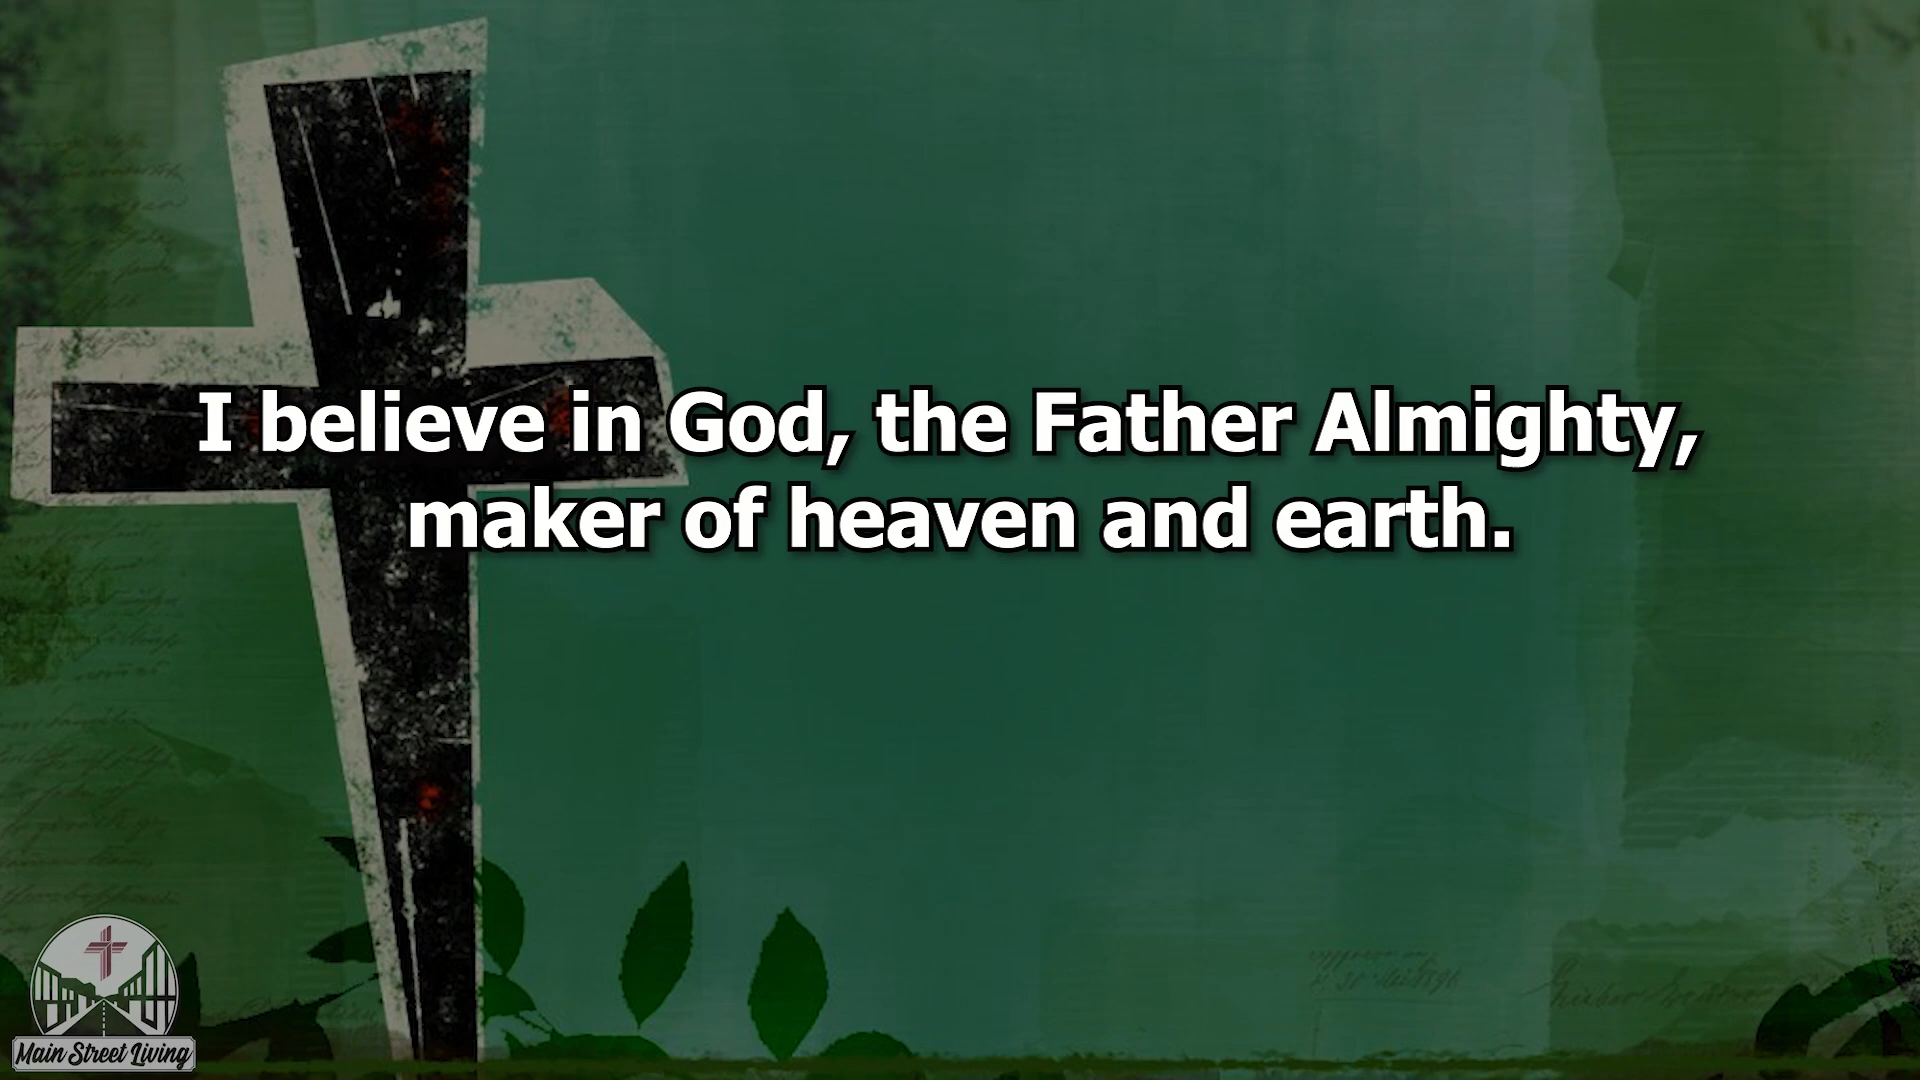 I believe in God, the Father Almighty,
maker of heaven and earth.
Main Street Living